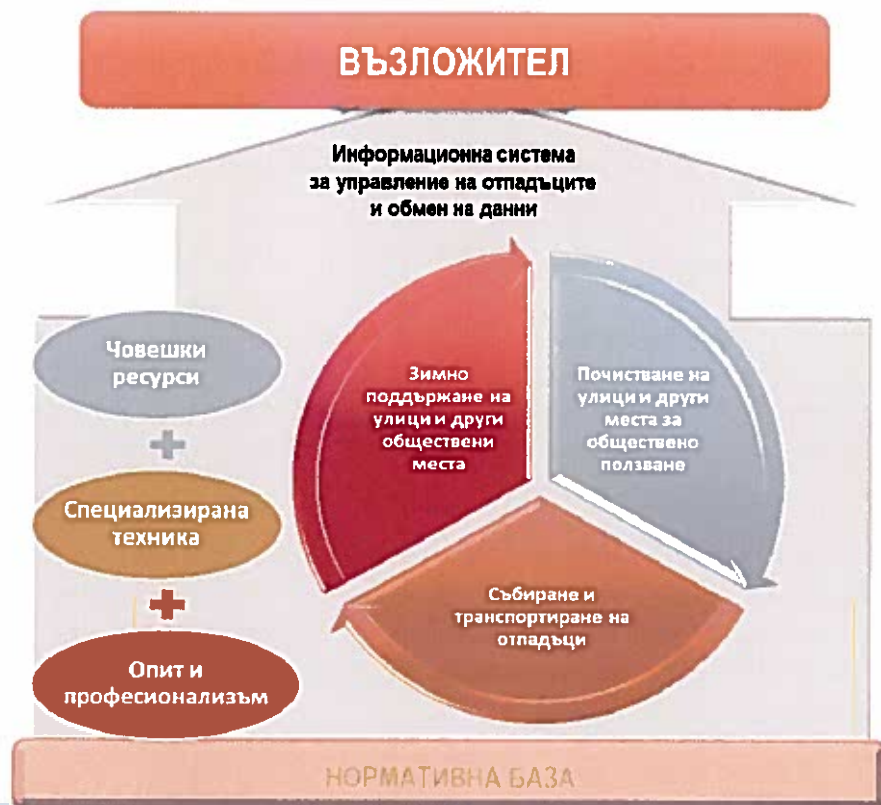 ВЪЗЛОЖИТЕЛ
Информационна система
за управление на отпадъците
и обмен на данни
Човешки
ресурси
Специализирана
техника
Опит и
професионализъм
Зимно
поддържане на
улици и други
обществени
места
Почистване на
улици и други
места за
обществено
ползване
Събиране и
транспортиране на
отпадъци
НОРМАТИВНА БАЗА